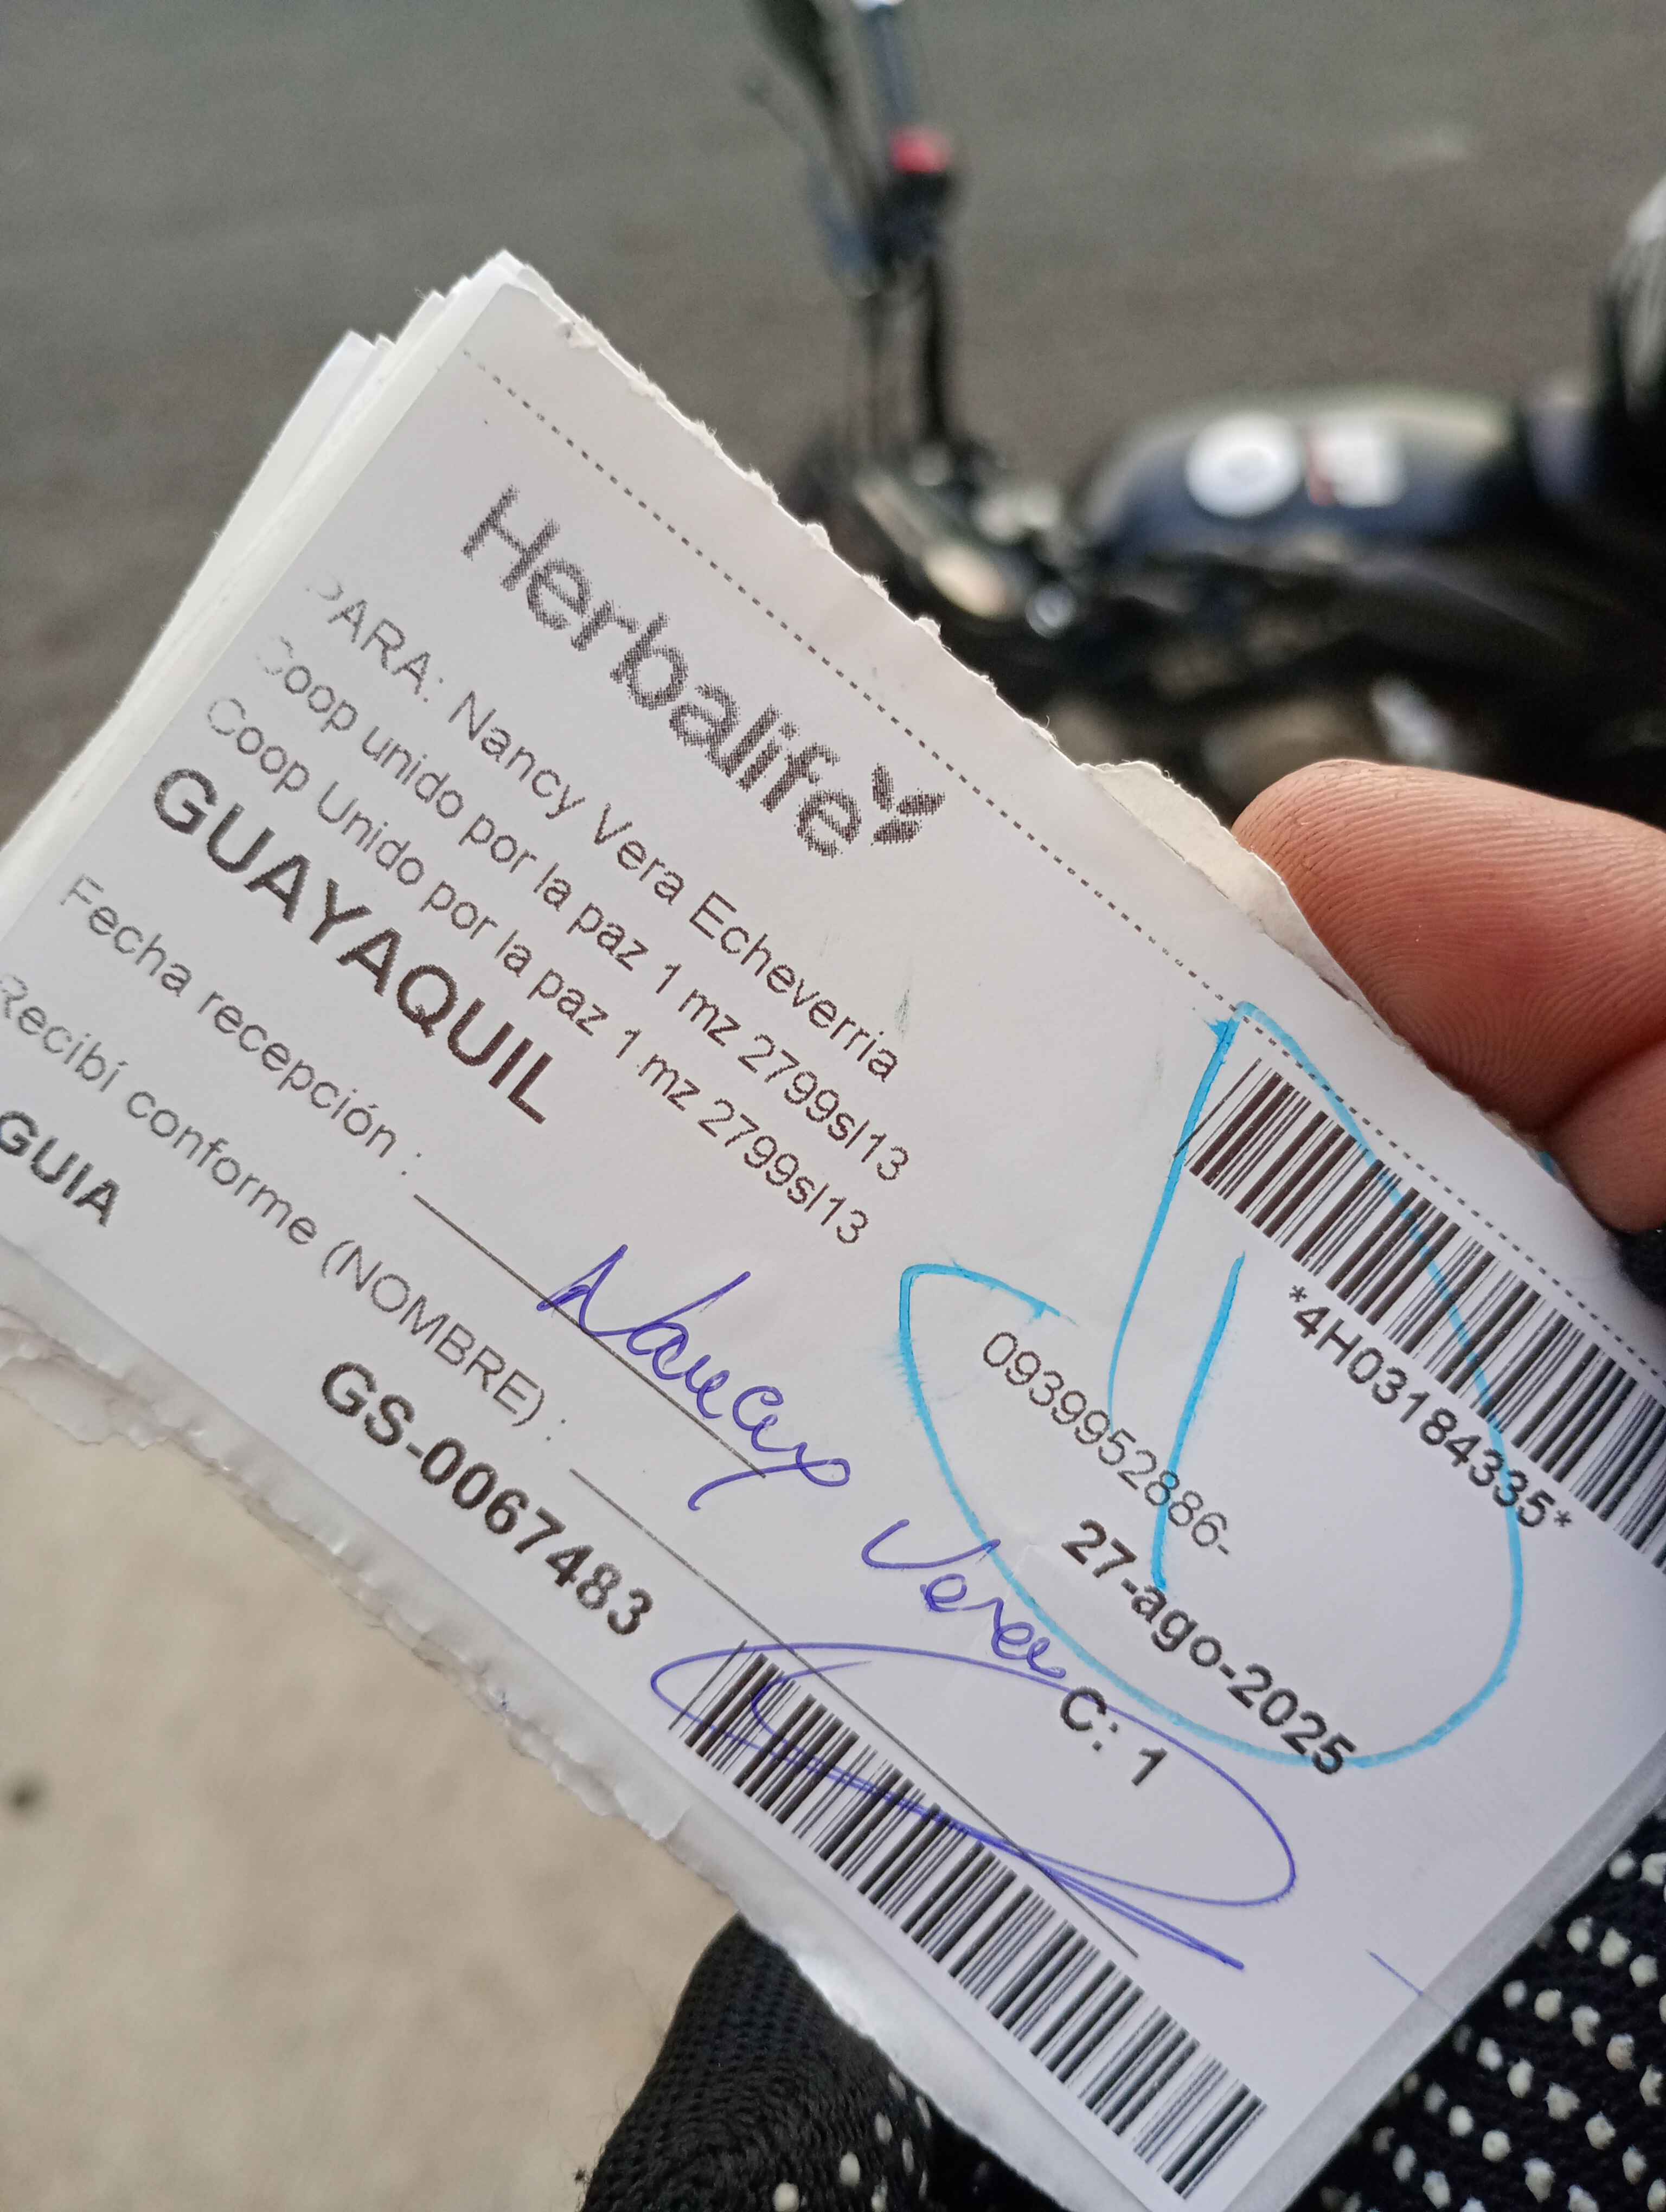 Herbalife
PARA: Nancy Vera Echeverria
Coop unido por la paz 1 mz 2799sl13
Coop Unido por la paz 1 mz 2799sl13
GUAYAQUIL
*4H03184335*
0939952886-
27-ago-2025
Fecha recepción :
Nancy Vera
C: 1
Recibí conforme (NOMBRE) :
GUIA
GS-0067483